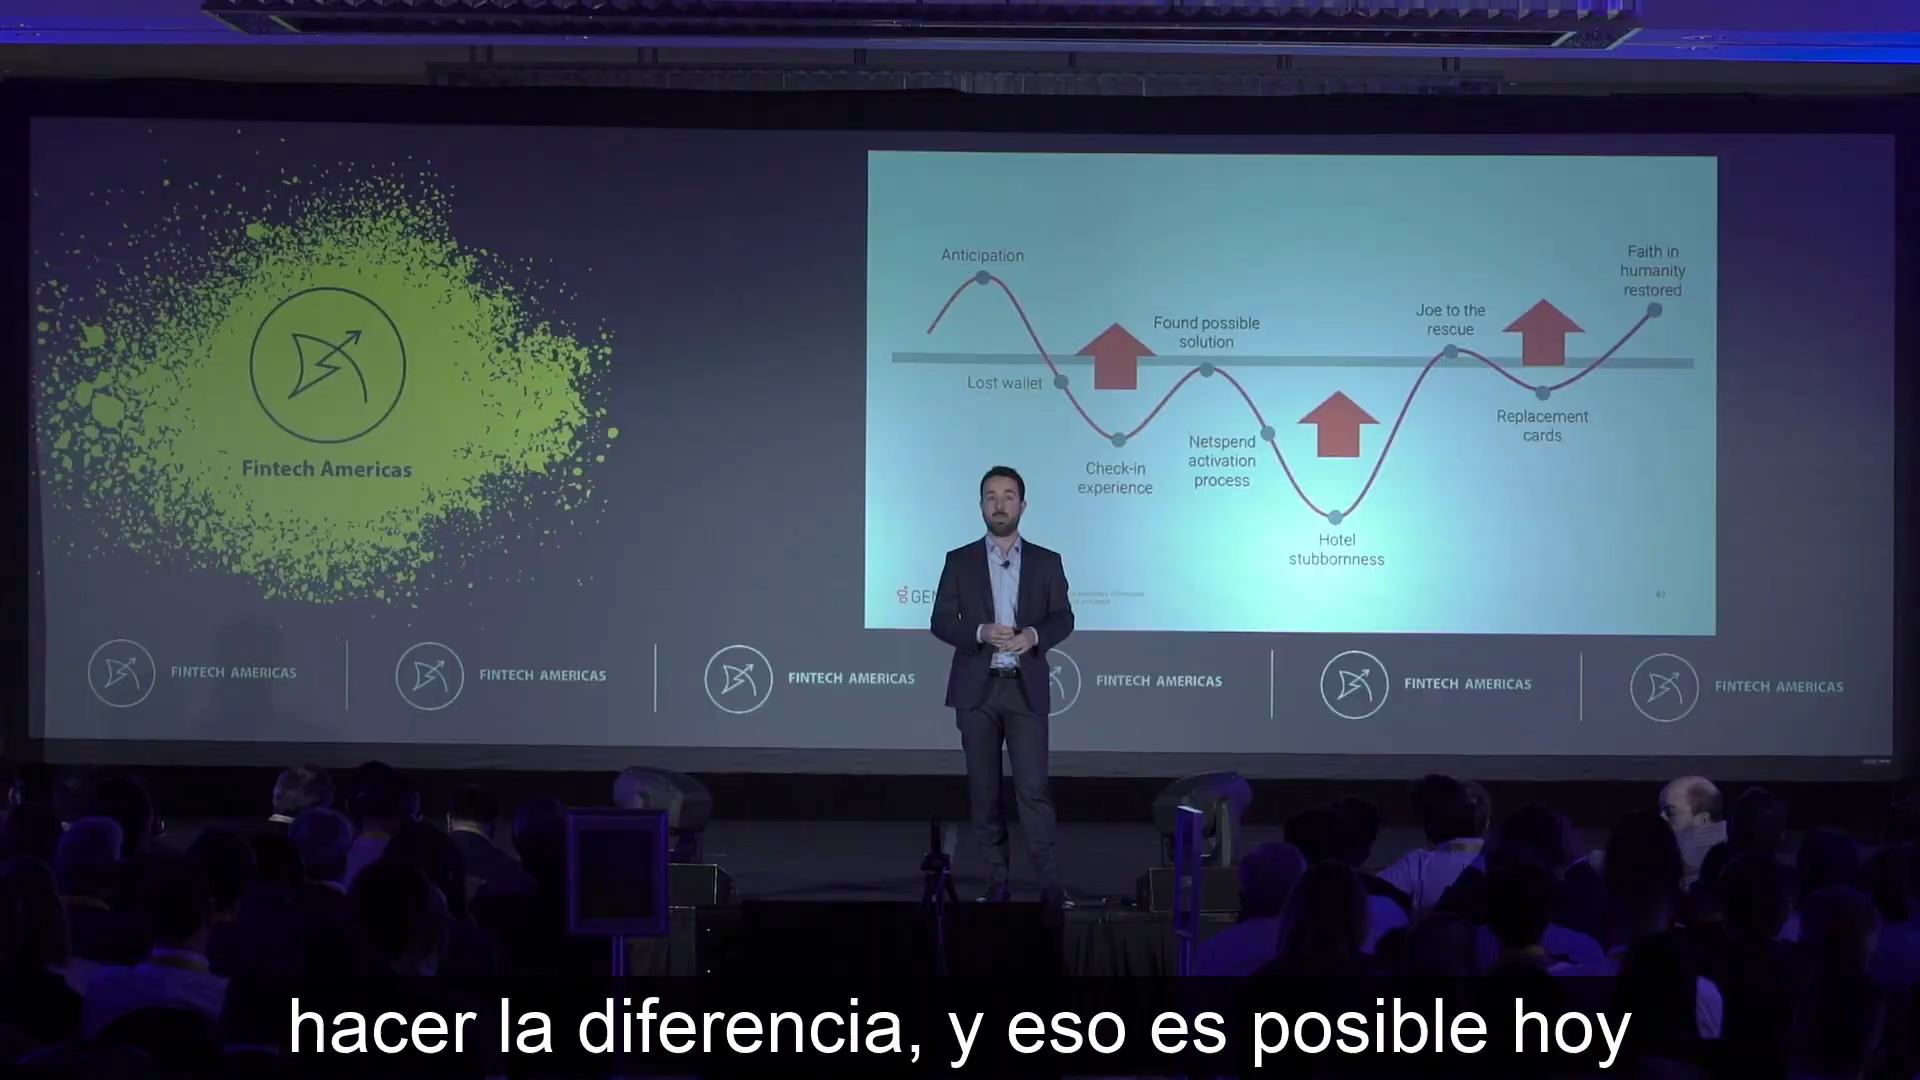 Fintech Americas
Anticipation
Lost wallet
Check-in
experience
Found possible
solution
Netspend
activation
process
Hotel
stubbornness
Joe to the
rescue
Replacement
cards
Faith in
humanity
restored
61
FINTECH AMERICAS
FINTECH AMERICAS
FINTECH AMERICAS
FINTECH AMERICAS
FINTECH AMERICAS
FINTECH AMERICAS
hacer la diferencia, y eso es posible hoy